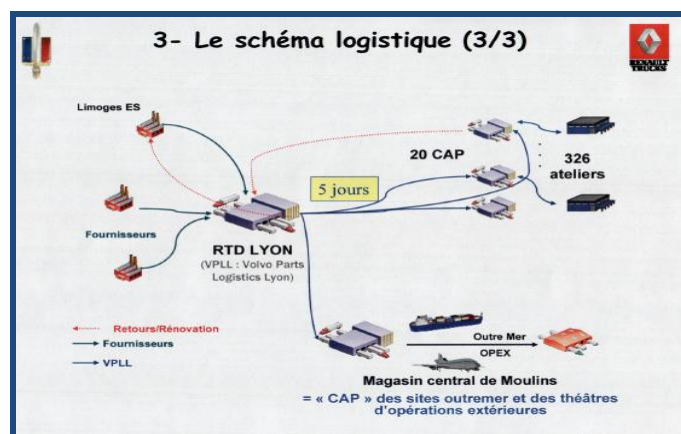 3- Le schéma logistique (3/3)
RENAULT
TRUCKS
Limoges ES
20 CAP
326
ateliers
5 jours
Fournisseurs
RTD LYON
(VPLL : Volvo Parts
Logistics Lyon)
Retours/Rénovation
Fournisseurs
VPLL
Outre Mer
OPEX
Magasin central de Moulins
= « CAP » des sites outremer et des théâtres
d'opérations extérieures